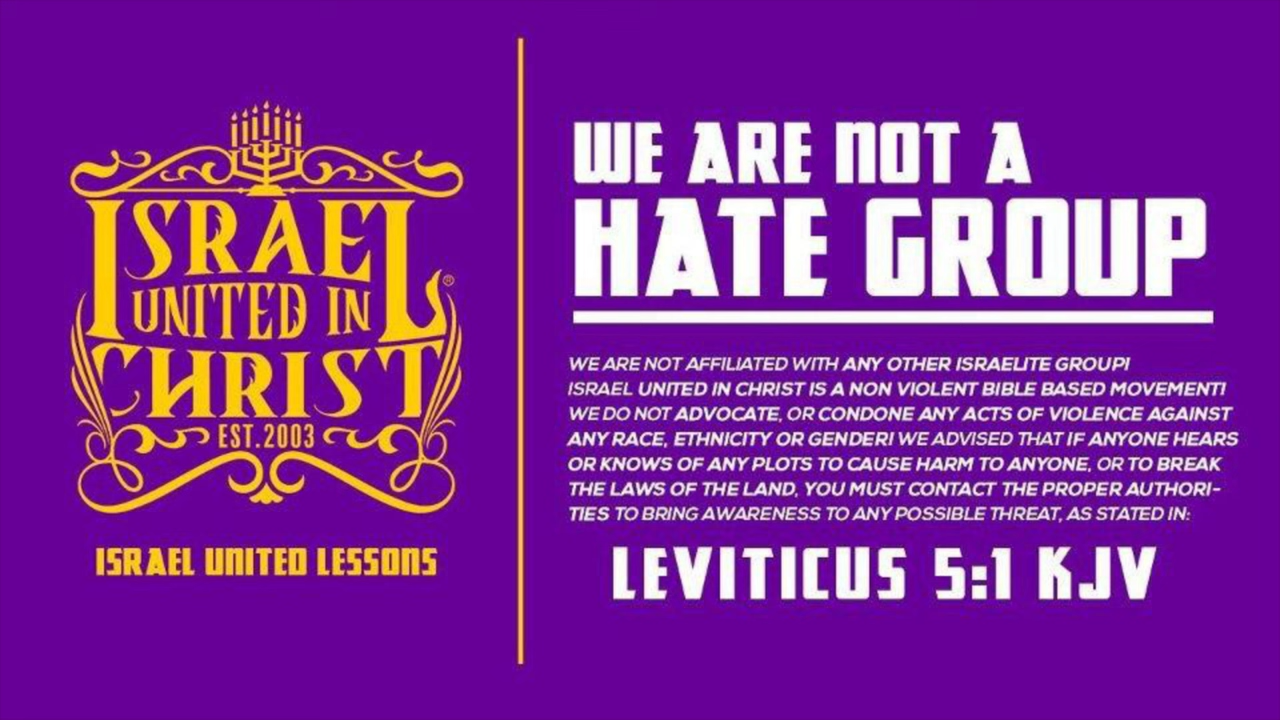 ISRAEL
UNITED IN
CHRIST
®
EST. 2003
ISRAEL UNITED LESSONS
WE ARE NOT A
HATE GROUP
WE ARE NOT AFFILIATED WITH ANY OTHER ISRAELITE GROUP!
ISRAEL UNITED IN CHRIST IS A NON VIOLENT BIBLE BASED MOVEMENT!
WE DO NOT ADVOCATE, OR CONDONE ANY ACTS OF VIOLENCE AGAINST
ANY RACE, ETHNICITY OR GENDER! WE ADVISED THAT IF ANYONE HEARS
OR KNOWS OF ANY PLOTS TO CAUSE HARM TO ANYONE, OR TO BREAK
THE LAWS OF THE LAND, YOU MUST CONTACT THE PROPER AUTHORI-
TIES TO BRING AWARENESS TO ANY POSSIBLE THREAT, AS STATED IN:
LEVITICUS 5:1 KJV